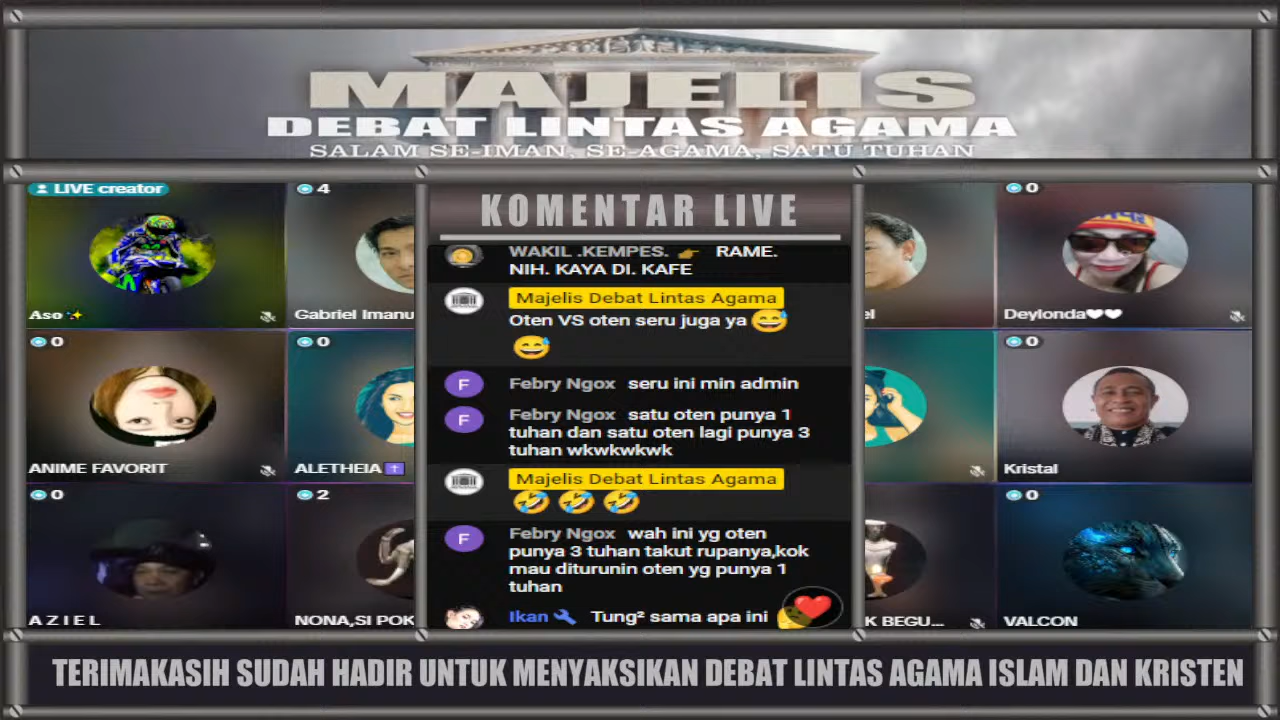 MAJELIS
DEBAT LINTAS AGAMA
SALAM SE-IMAN, SE-AGAMA, SATU TUHAN
LIVE creator
Aso
4
Gabriel Imanu
0
ANIME FAVORIT
0
ALETHEIA
0
A Z I E L
2
NONA,SI POK
KOMENTAR LIVE
WAKIL .KEMPES. 👉 RAME.
NIH. KAYA DI. KAFE
Majelis Debat Lintas Agama
Oten VS oten seru juga ya 😅
😅
F
Febry Ngox seru ini min admin
F
Febry Ngox satu oten punya 1
tuhan dan satu oten lagi punya 3
tuhan wkwkwkwk
Majelis Debat Lintas Agama
🤣 🤣 🤣
F
Febry Ngox wah ini yg oten
punya 3 tuhan takut rupanya,kok
mau diturunin oten yg punya 1
tuhan
Ikan 🔧 Tung² sama apa ini
el
0
Deylonda❤❤
0
Kristal
K BEGU...
0
VALCON
TERIMAKASIH SUDAH HADIR UNTUK MENYAKSIKAN DEBAT LINTAS AGAMA ISLAM DAN KRISTEN